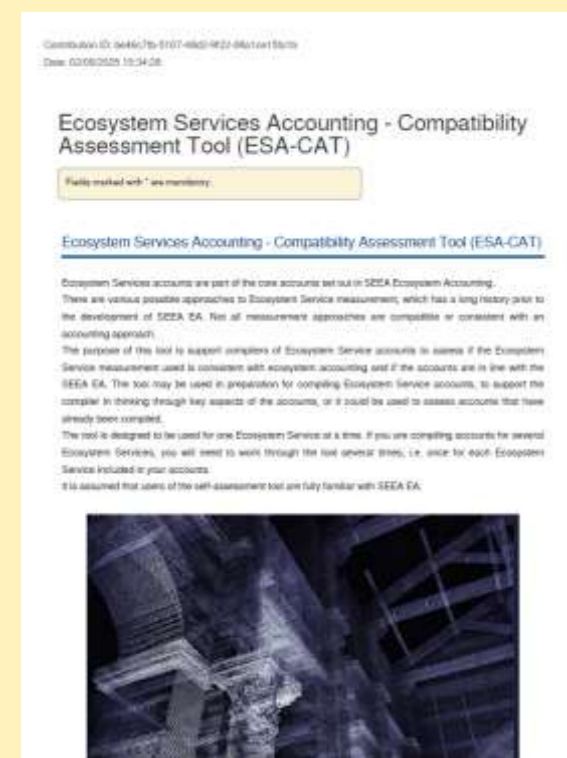 Contribution ID:
Date: 02/06/2025 15:34:28
Ecosystem Services Accounting - Compatibility
Assessment Tool (ESA-CAT)
Fields marked with * are mandatory.
Ecosystem Services Accounting - Compatibility Assessment Tool (ESA-CAT)
Ecosystem Services accounts are part of the core accounts set out in SEEA Ecosystem Accounting.
There are various possible approaches to Ecosystem Service measurement, which has a long history prior to
the development of SEEA EA. Not all measurement approaches are compatible or consistent with an
accounting approach.
The purpose of this tool is to support compilers of Ecosystem Service accounts to assess if the Ecosystem
Service measurement used is consistent with ecosystem accounting and if the accounts are in line with the
SEEA EA. The tool may be used in preparation for compiling Ecosystem Service accounts, to support the
compiler in thinking through key aspects of the accounts, or it could be used to assess accounts that have
already been compiled.
The tool is designed to be used for one Ecosystem Service at a time. If you are compiling accounts for several
Ecosystem Services, you will need to work through the tool several times, i.e. once for each Ecosystem
Service included in your accounts.
It is assumed that users of the self-assessment tool are fully familiar with SEEA EA.